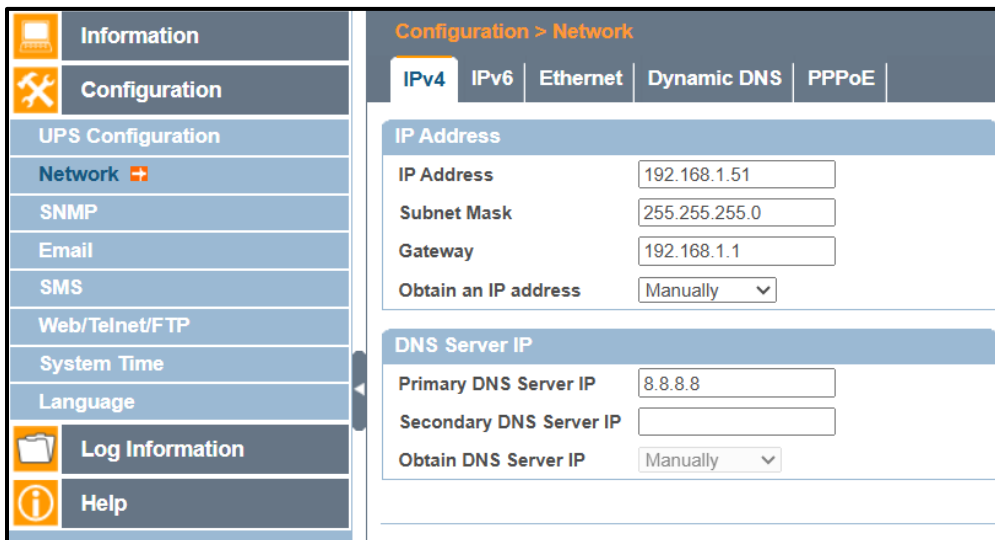 Information
Configuration
UPS Configuration
Network
SNMP
Email
SMS
Web/Telnet/FTP
System Time
Language
Log Information
Help
Configuration > Network
IPv4 IPv6 Ethernet Dynamic DNS PPPoE
IP Address
IP Address 192.168.1.51
Subnet Mask 255.255.255.0
Gateway 192.168.1.1
Obtain an IP address Manually
DNS Server IP
Primary DNS Server IP 8.8.8.8
Secondary DNS Server IP
Obtain DNS Server IP Manually